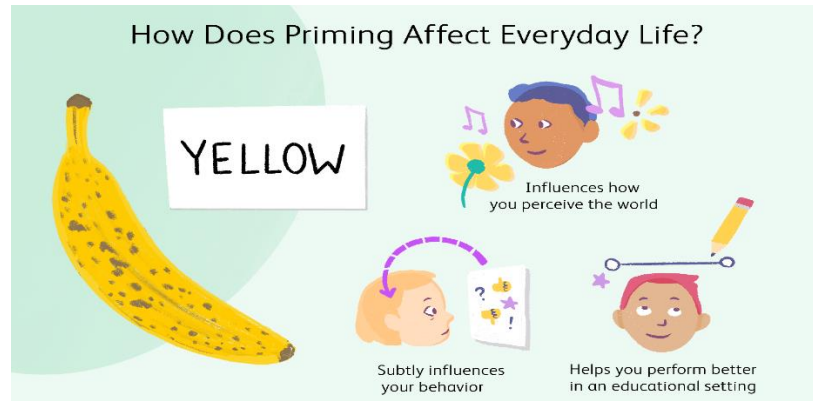 How Does Priming Affect Everyday Life?
YELLOW
Influences how
you perceive the world
? !
Subtly influences
your behavior
Helps you perform better
in an educational setting